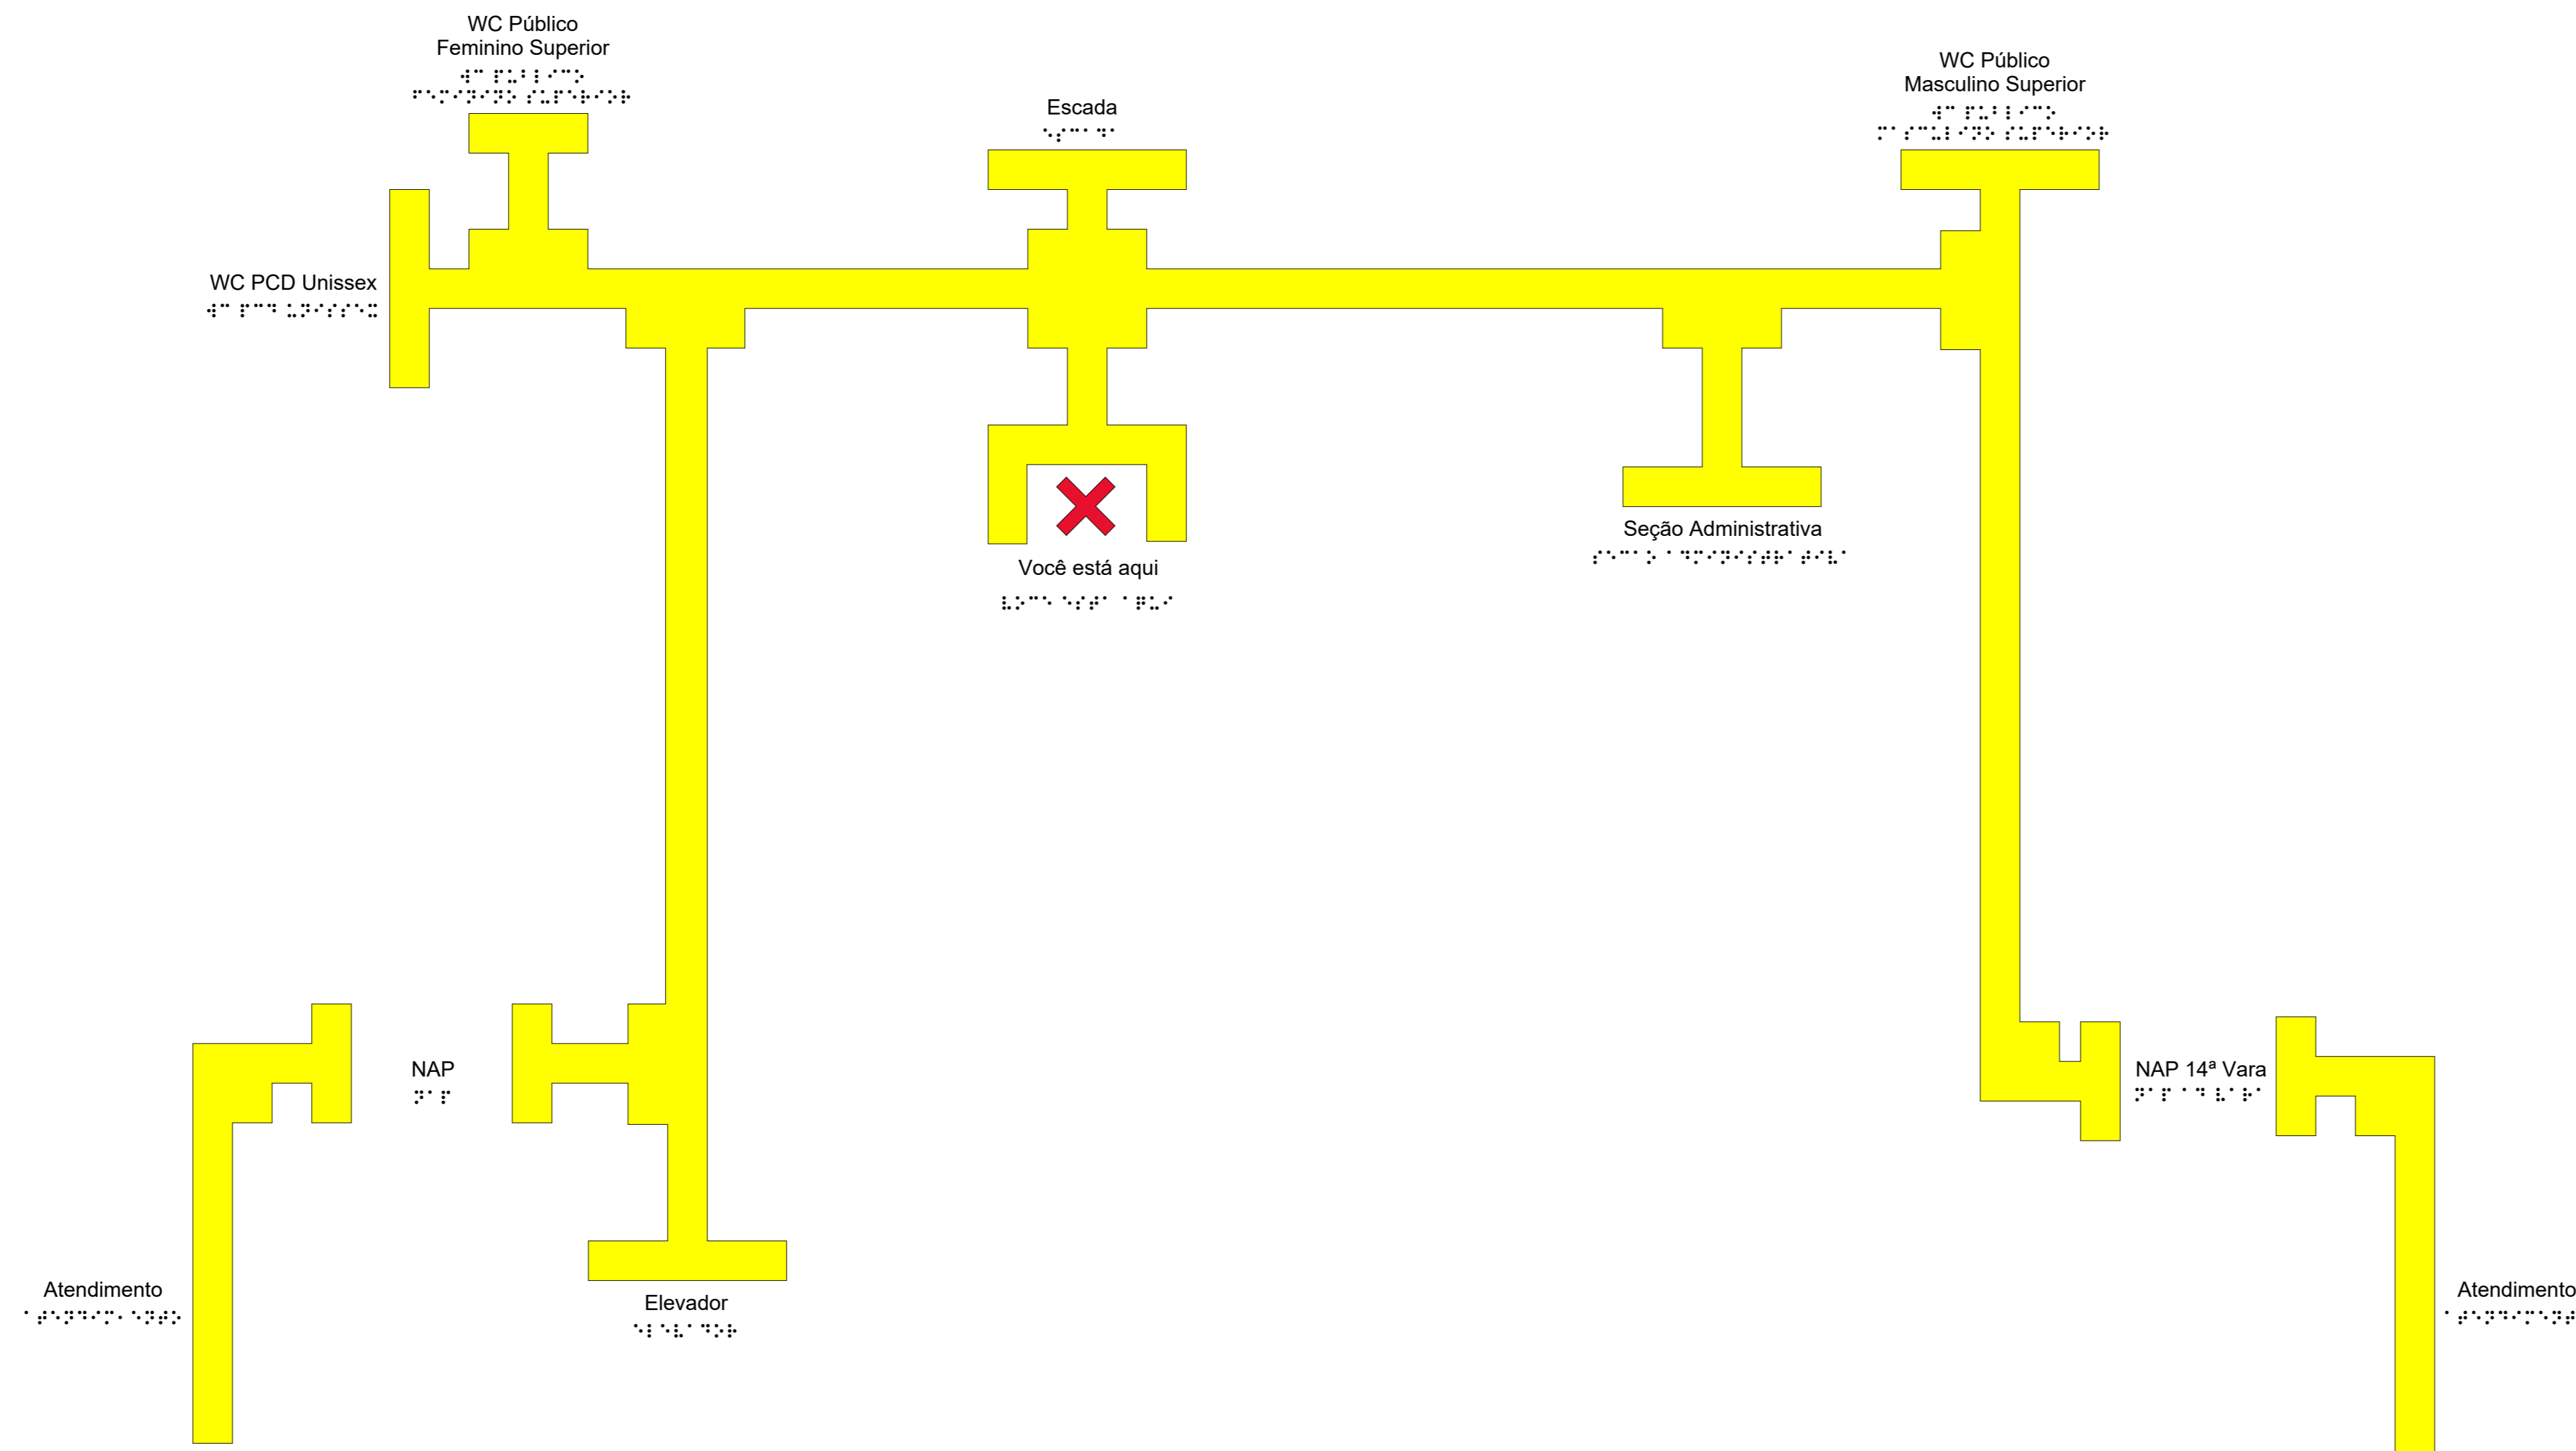 WC Público
Feminino Superior
⠺⠉ ⠏⠥⠃⠇⠊⠉⠕
⠋⠑⠍⠊⠝⠊⠝⠕ ⠎⠥⠏⠑⠗⠊⠕⠗
WC Público
Masculino Superior
⠺⠉ ⠏⠥⠃⠇⠊⠉⠕
⠍⠁⠎⠉⠥⠇⠊⠝⠕ ⠎⠥⠏⠑⠗⠊⠕⠗
Escada
⠑⠎⠉⠁⠙⠁
WC PCD Unissex
⠺⠉ ⠏⠉⠙ ⠥⠝⠊⠎⠎⠑⠭
Seção Administrativa
⠎⠑⠉⠁⠕ ⠁⠙⠍⠊⠝⠊⠎⠞⠗⠁⠞⠊⠧⠁
Você está aqui
⠧⠕⠉⠑ ⠑⠎⠞⠁ ⠁⠟⠥⠊
NAP
⠝⠁⠏
NAP 14ª Vara
⠝⠁⠏ ⠁⠙ ⠧⠁⠗⠁
Atendimento
⠁⠞⠑⠝⠙⠊⠍⠂⠑⠝⠞⠕
Elevador
⠑⠇⠑⠧⠁⠙⠕⠗
Atendimento
⠁⠞⠑⠝⠙⠊⠍⠑⠝⠞